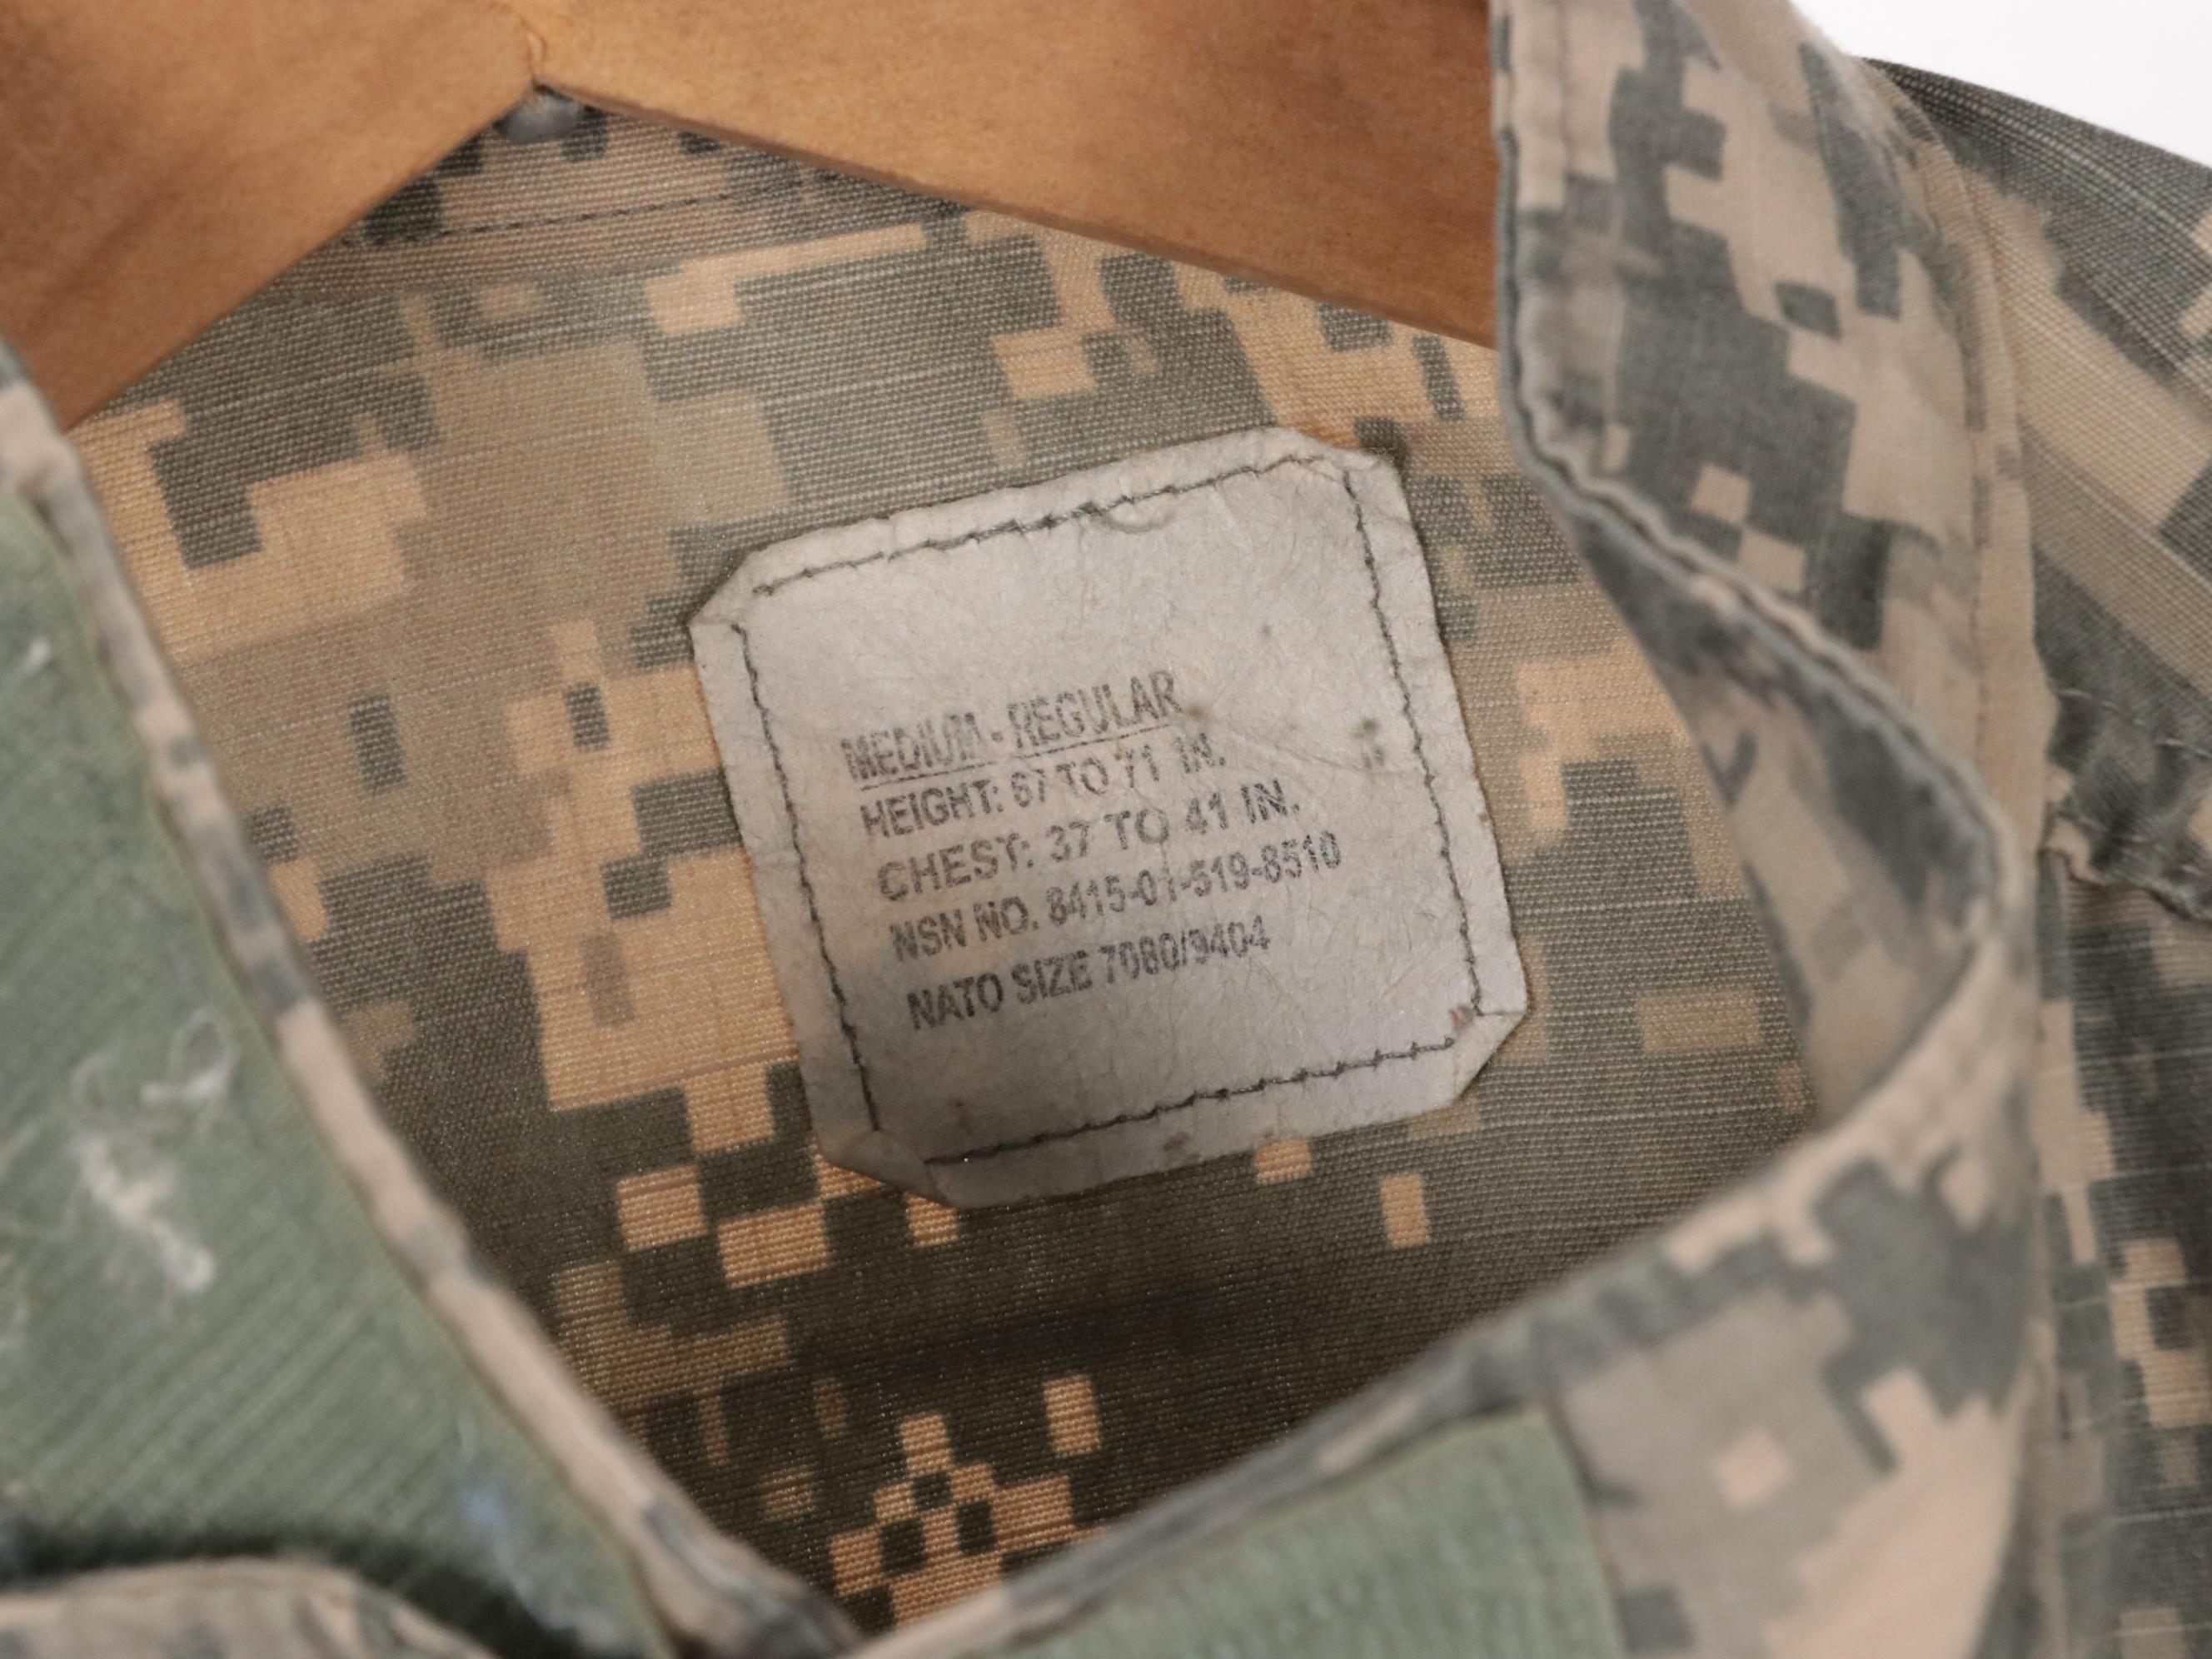 MEDIUM - REGULAR
HEIGHT: 67 TO 71 IN.
CHEST: 37 TO 41 IN.
NSN NO. 8415-01-519-8510
NATO SIZE 7080/9404